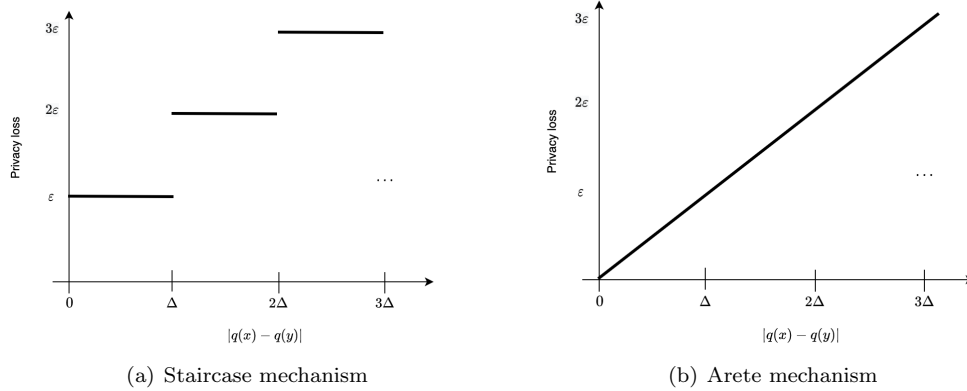 3ε
2ε
ε
Privacy loss
...
0 Δ 2Δ 3Δ
|q(x) − q(y)|
(a) Staircase mechanism
3ε
2ε
ε
Privacy loss
...
0 Δ 2Δ 3Δ
|q(x) − q(y)|
(b) Arete mechanism